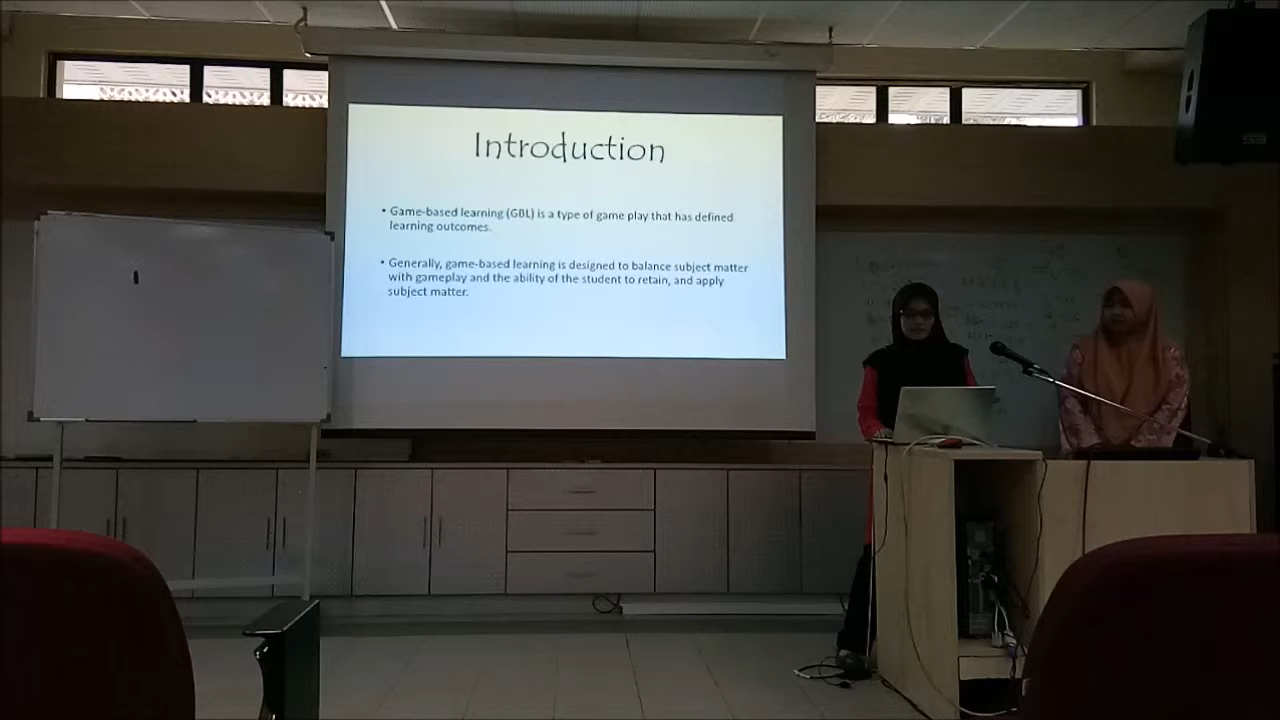 Introduction
• Game-based learning (GBL) is a type of game play that has defined
learning outcomes.
• Generally, game-based learning is designed to balance subject matter
with gameplay and the ability of the student to retain, and apply
subject matter.